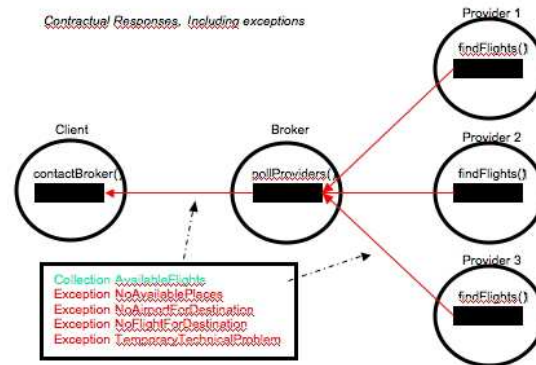 Contractual Responses, Including exceptions
Provider 1
findFlights()
Client
contactBroker()
Broker
pollProviders()
Provider 2
findFlights()
Provider 3
findFlights()
Collection AvailableFlights
Exception NoAvailablePlaces
Exception NoAirportForDestination
Exception NoFlightForDestination
Exception TemporaryTechnicalProblem